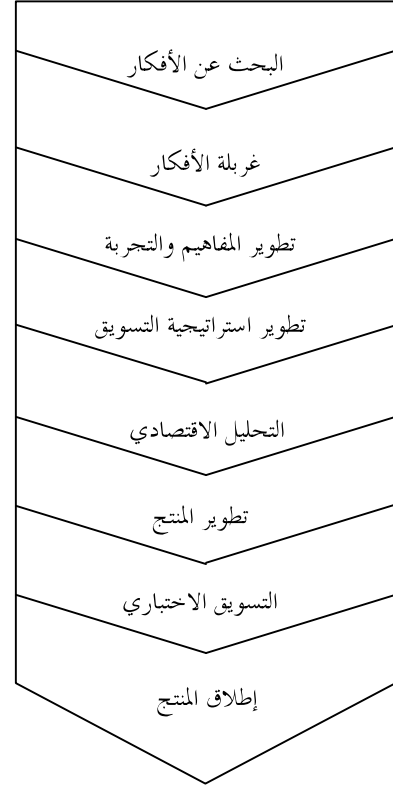 البحث عن الأفكار
غربلة الأفكار
تطوير المفاهيم والتجربة
تطوير استراتيجية التسويق
التحليل الاقتصادي
تطوير المنتج
التسويق الاختباري
إطلاق المنتج